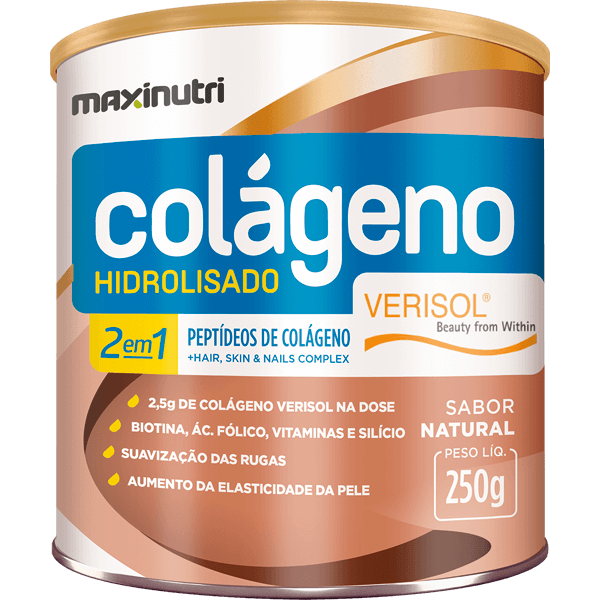 maxinutri
colágeno
HIDROLISADO
VERISOL®
Beauty from Within
2em1
PEPTÍDEOS DE COLÁGENO
+HAIR, SKIN & NAILS COMPLEX
2,5g DE COLÁGENO VERISOL NA DOSE
BIOTINA, ÁC. FÓLICO, VITAMINAS E SILÍCIO
SUAVIZAÇÃO DAS RUGAS
AUMENTO DA ELASTICIDADE DA PELE
SABOR
NATURAL
PESO LÍQ.
250g